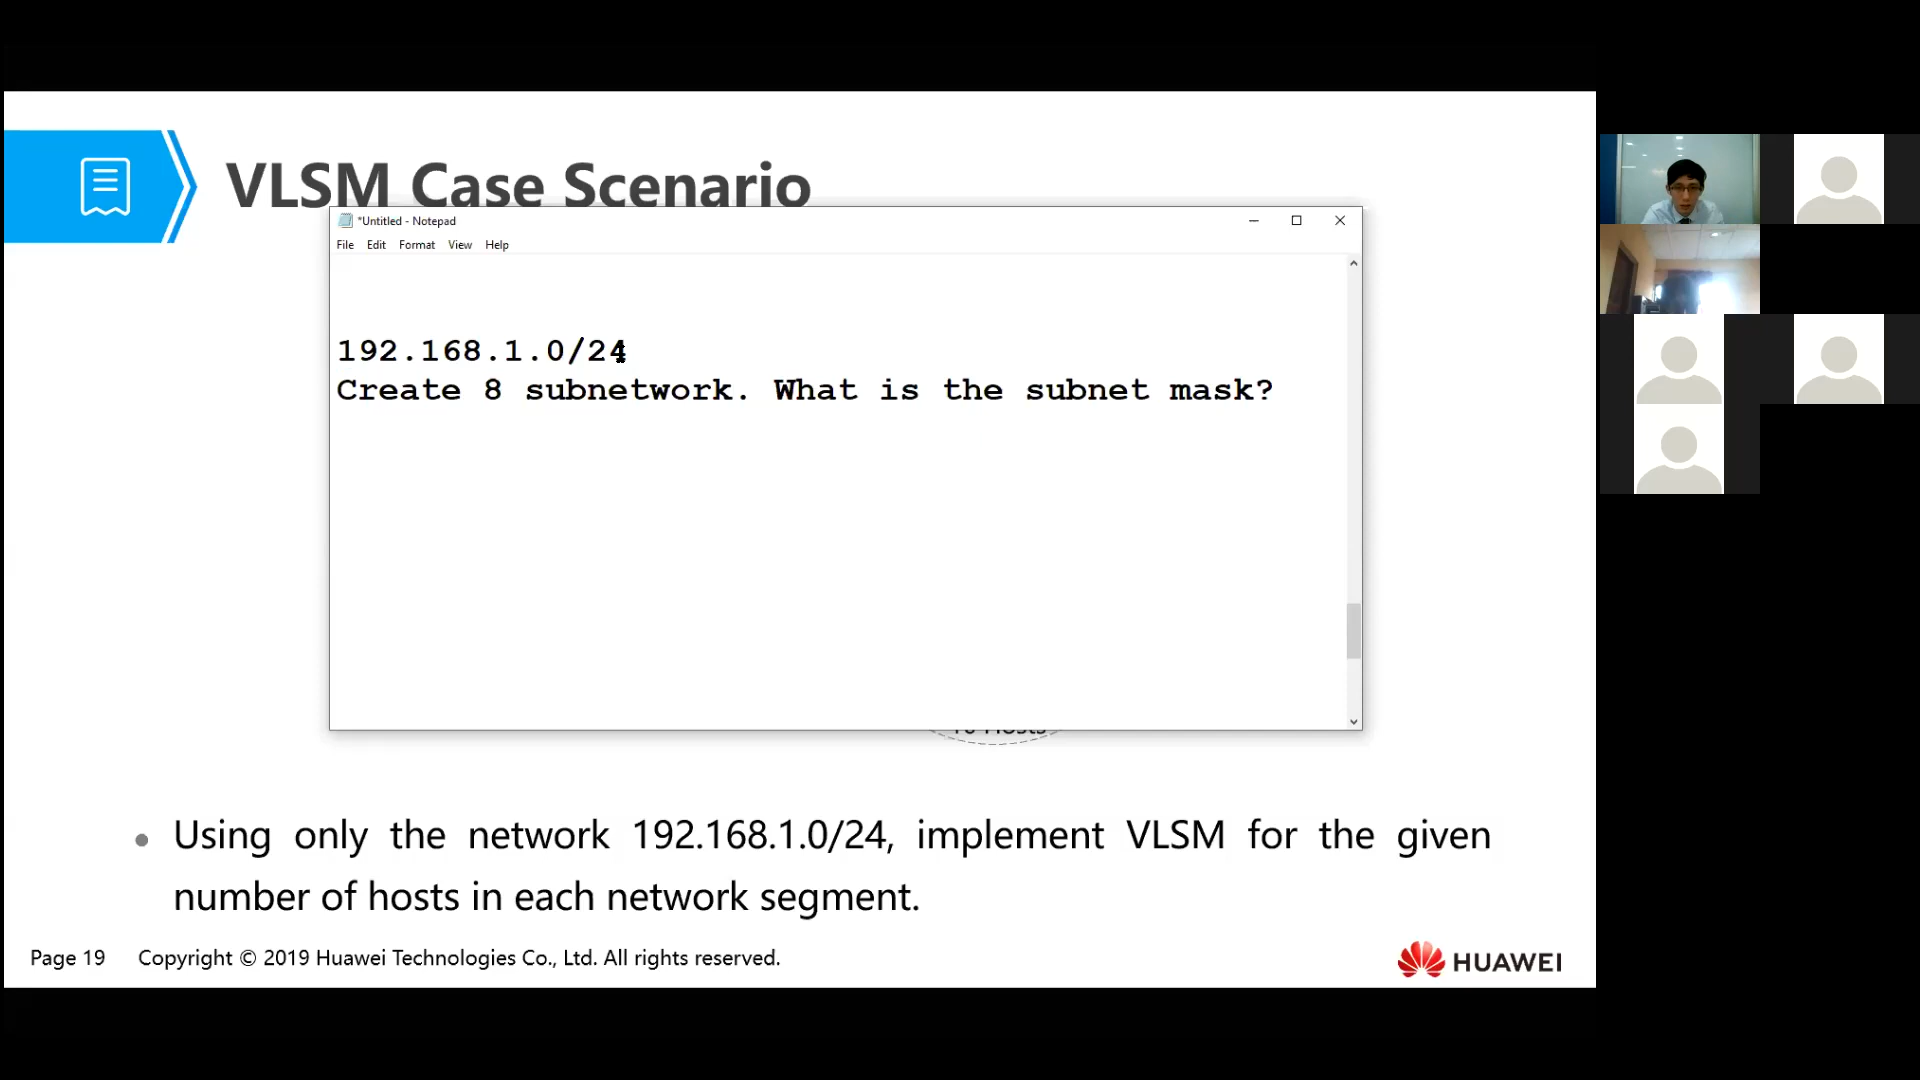 VLSM Case Scenario
*Untitled - Notepad
File Edit Format View Help
192.168.1.0/24
Create 8 subnetwork. What is the subnet mask?
Hosts
Using only the network 192.168.1.0/24, implement VLSM for the given
number of hosts in each network segment.
Page 19 Copyright © 2019 Huawei Technologies Co., Ltd. All rights reserved.
HUAWEI